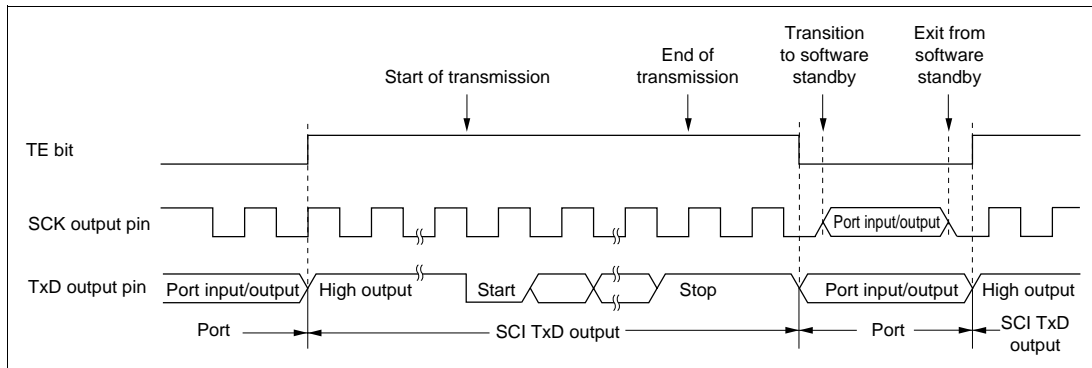 Transition
to software
standby
Exit from
software
standby
End of
transmission
Start of transmission
TE bit
SCK output pin
Port input/output
TxD output pin
Port input/output
High output
Start
Stop
Port input/output
High output
Port
SCI TxD output
Port
SCI TxD
output